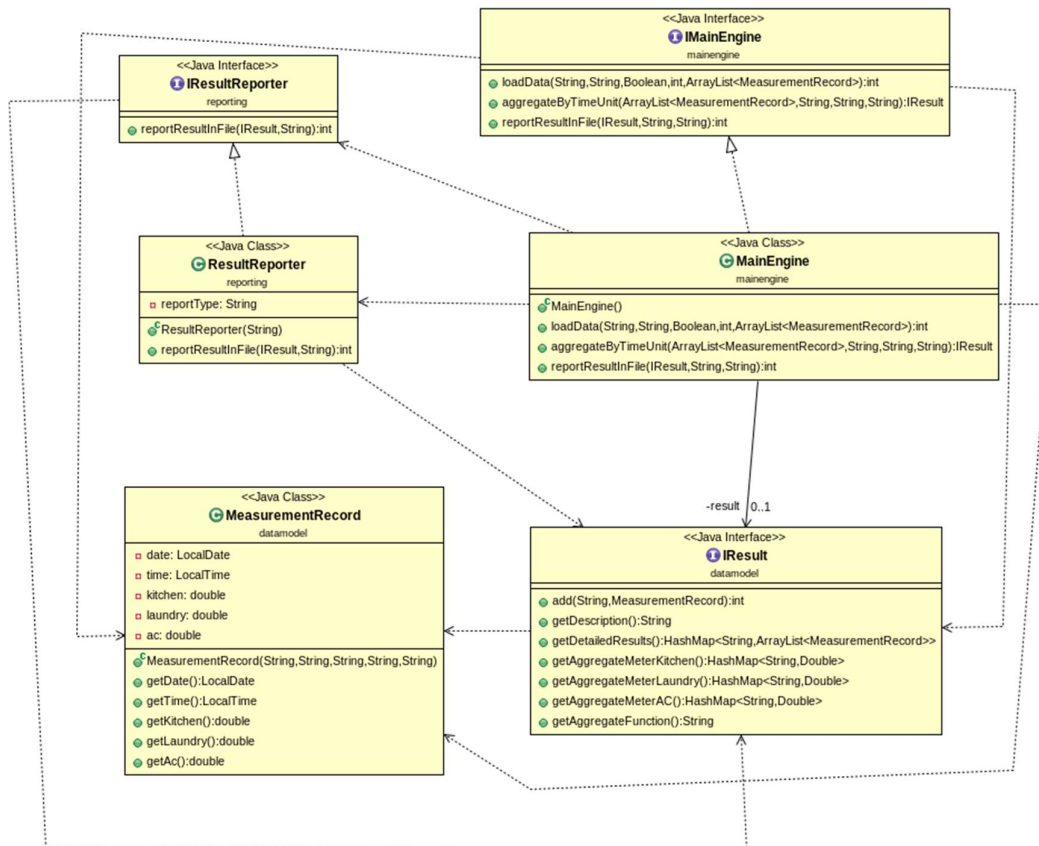 <<Java Interface>>
IMainEngine
mainengine
loadData(String,String,Boolean,int,ArrayList<MeasurementRecord>):int
aggregateByTimeUnit(ArrayList<MeasurementRecord>,String,String,String):IResult
reportResultInFile(IResult,String,String):int
<<Java Interface>>
IResultReporter
reporting
reportResultInFile(IResult,String):int
<<Java Class>>
ResultReporter
reporting
reportType: String
ResultReporter(String)
reportResultInFile(IResult,String):int
<<Java Class>>
MainEngine
mainengine
MainEngine()
loadData(String,String,Boolean,int,ArrayList<MeasurementRecord>):int
aggregateByTimeUnit(ArrayList<MeasurementRecord>,String,String,String):IResult
reportResultInFile(IResult,String,String):int
<<Java Class>>
MeasurementRecord
datamodel
date: LocalDate
time: LocalTime
kitchen: double
laundry: double
ac: double
MeasurementRecord(String,String,String,String,String)
getDate():LocalDate
getTime():LocalTime
getKitchen():double
getLaundry():double
getAc():double
-result 0..1
<<Java Interface>>
IResult
datamodel
add(String,MeasurementRecord):int
getDescription():String
getDetailedResults():HashMap<String,ArrayList<MeasurementRecord>>
getAggregateMeterKitchen():HashMap<String,Double>
getAggregateMeterLaundry():HashMap<String,Double>
getAggregateMeterAC():HashMap<String,Double>
getAggregateFunction():String